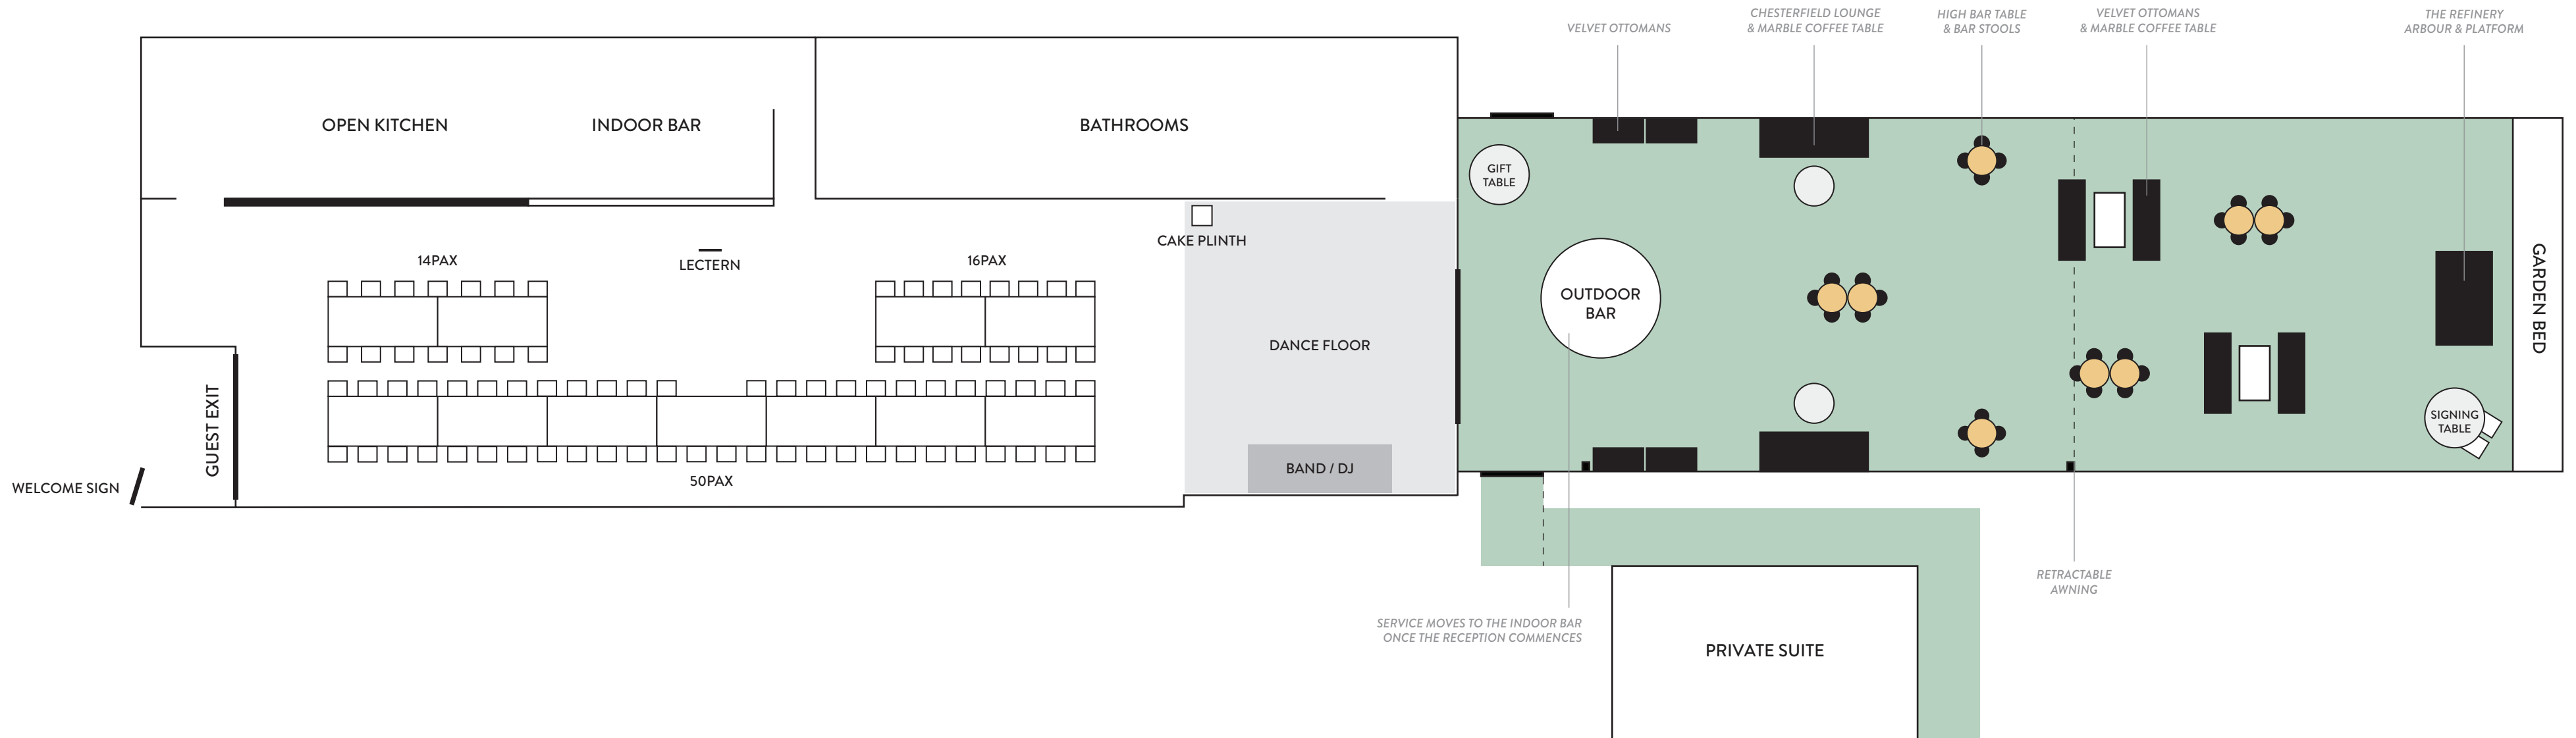 VELVET OTTOMANS
CHESTERFIELD LOUNGE
& MARBLE COFFEE TABLE
HIGH BAR TABLE
& BAR STOOLS
VELVET OTTOMANS
& MARBLE COFFEE TABLE
THE REFINERY
ARBOUR & PLATFORM
OPEN KITCHEN
INDOOR BAR
BATHROOMS
GIFT
TABLE
CAKE PLINTH
14PAX
LECTERN
16PAX
OUTDOOR
BAR
GARDEN BED
DANCE FLOOR
GUEST EXIT
SIGNING
TABLE
BAND / DJ
50PAX
WELCOME SIGN
RETRACTABLE
AWNING
SERVICE MOVES TO THE INDOOR BAR
ONCE THE RECEPTION COMMENCES
PRIVATE SUITE